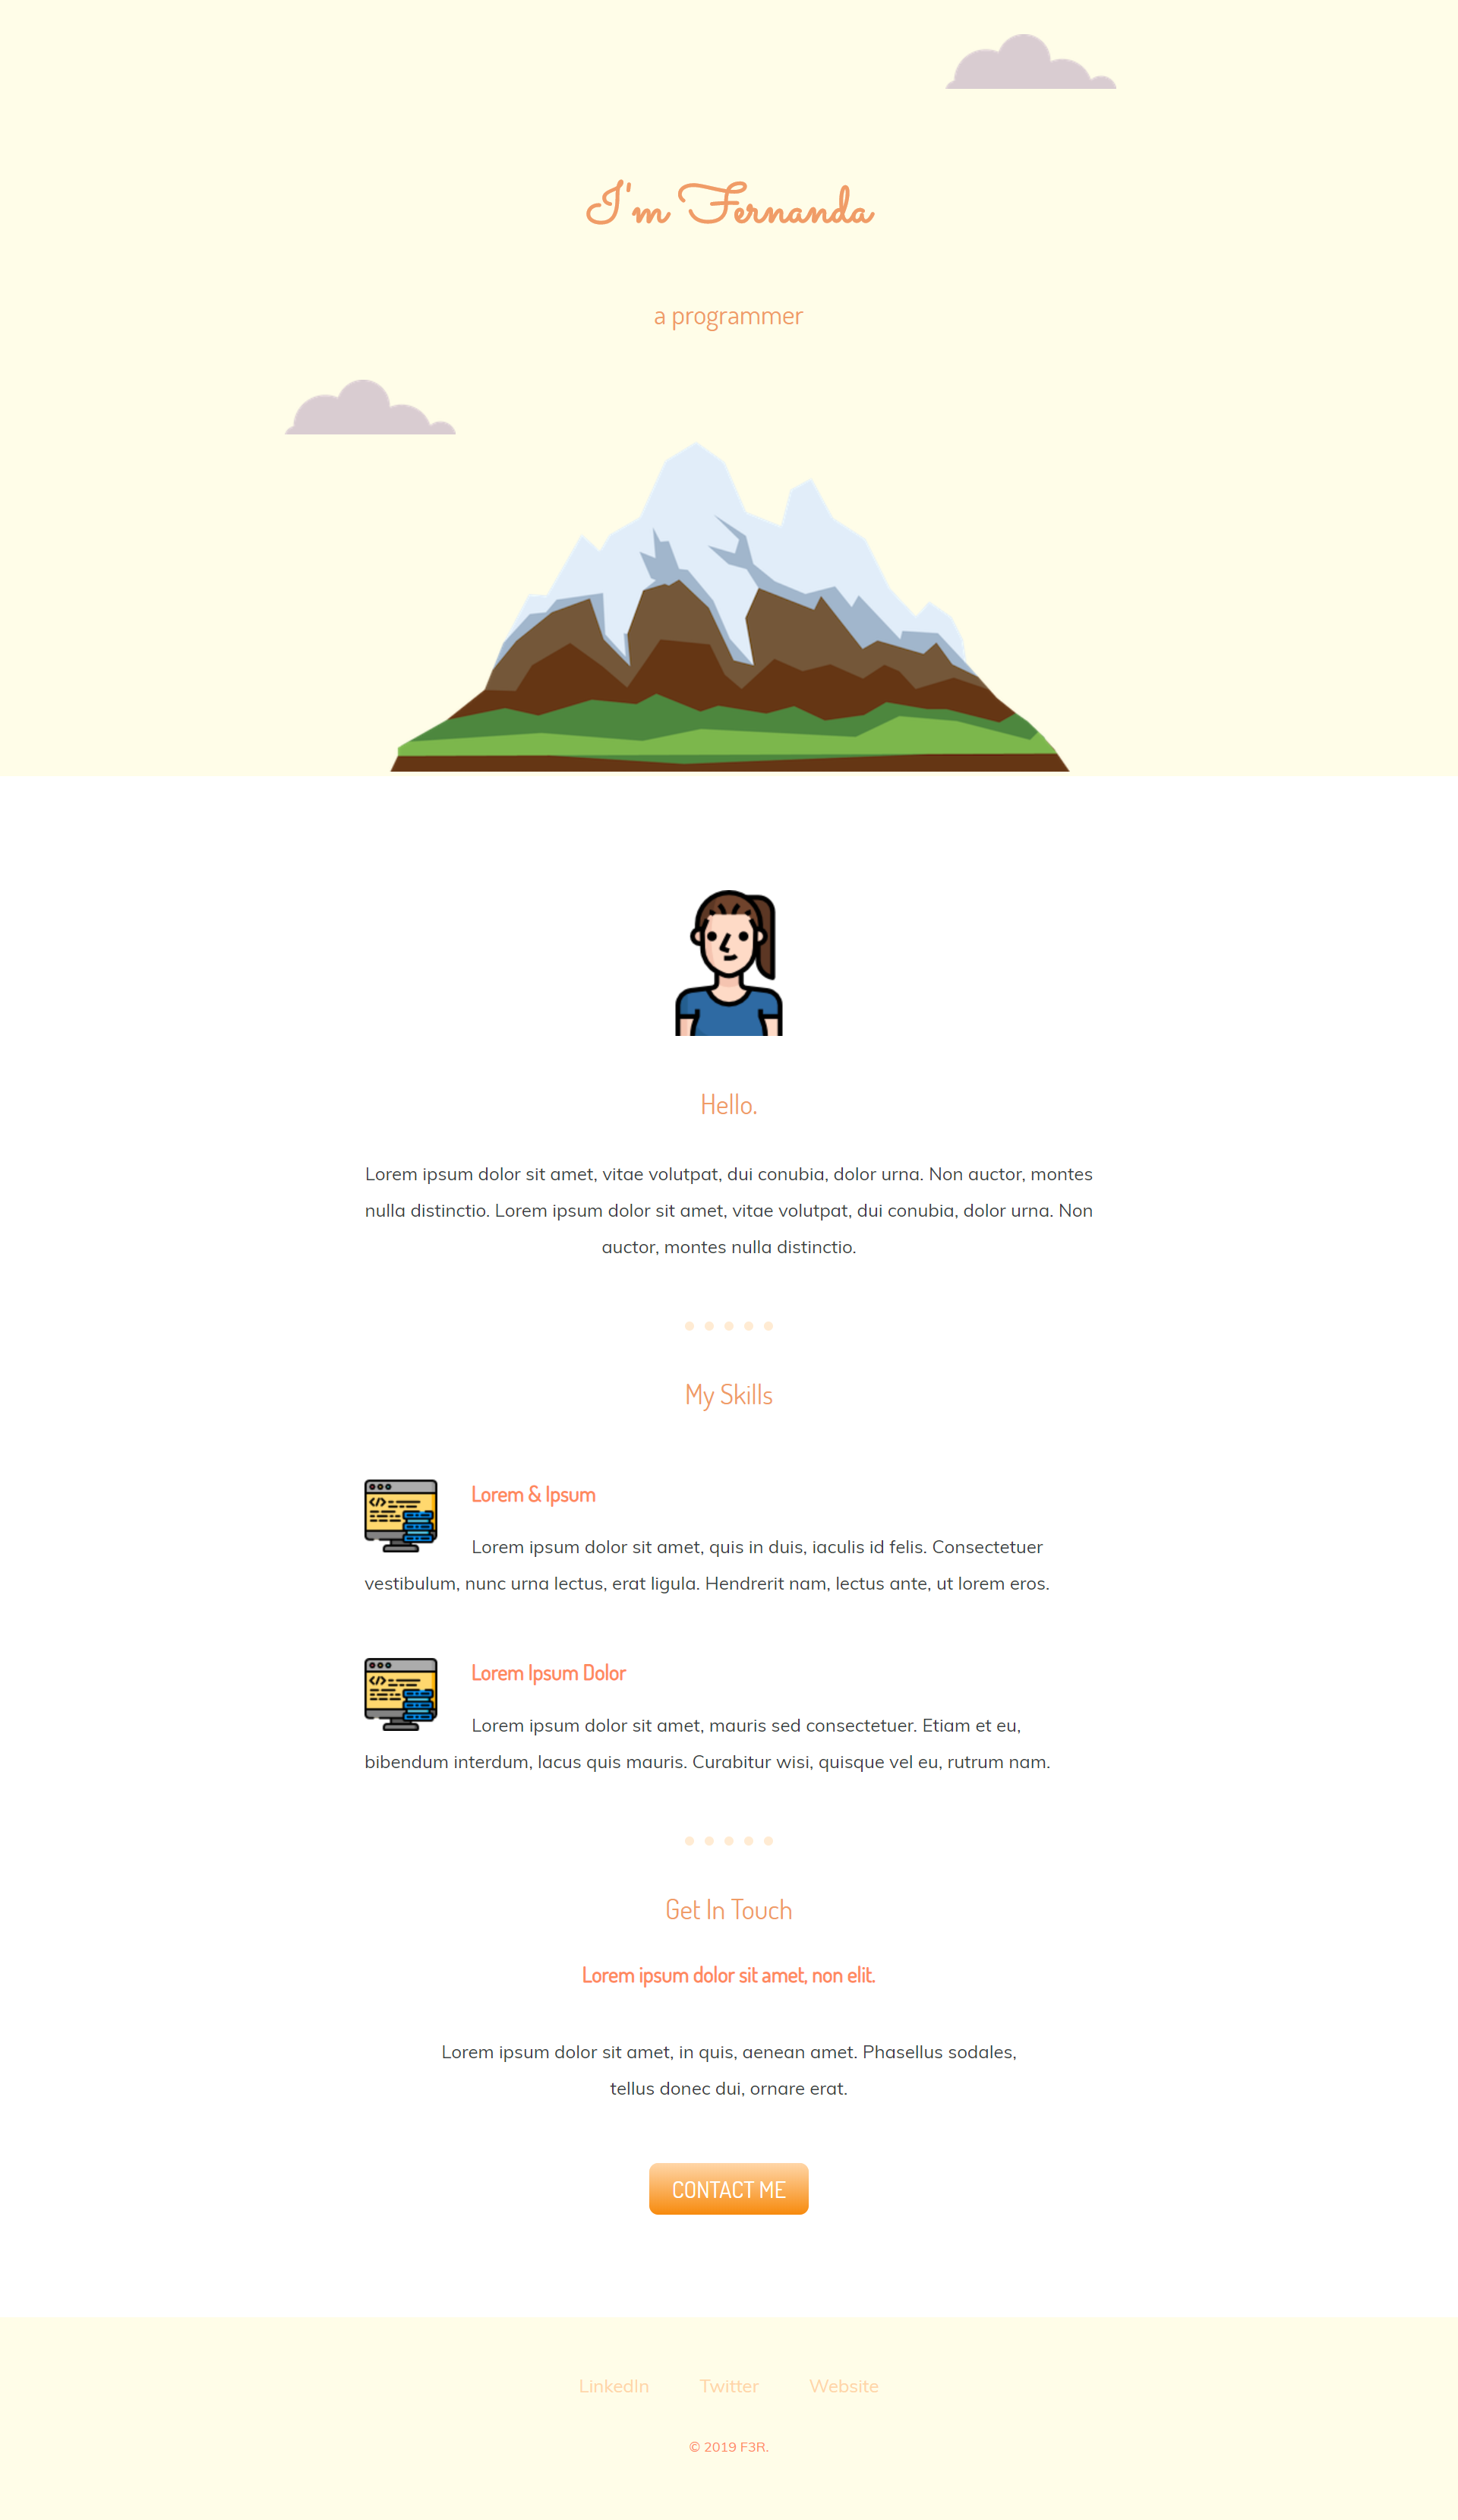 I'm Fernanda
a programmer
Hello.
Lorem ipsum dolor sit amet, vitae volutpat, dui conubia, dolor urna. Non auctor, montes
nulla distinctio. Lorem ipsum dolor sit amet, vitae volutpat, dui conubia, dolor urna. Non
auctor, montes nulla distinctio.
My Skills
Lorem & Ipsum
Lorem ipsum dolor sit amet, quis in duis, iaculis id felis. Consectetuer
vestibulum, nunc urna lectus, erat ligula. Hendrerit nam, lectus ante, ut lorem eros.
Lorem Ipsum Dolor
Lorem ipsum dolor sit amet, mauris sed consectetuer. Etiam et eu,
bibendum interdum, lacus quis mauris. Curabitur wisi, quisque vel eu, rutrum nam.
Get In Touch
Lorem ipsum dolor sit amet, non elit.
Lorem ipsum dolor sit amet, in quis, aenean amet. Phasellus sodales,
tellus donec dui, ornare erat.
CONTACT ME
LinkedIn Twitter Website
© 2019 F3R.